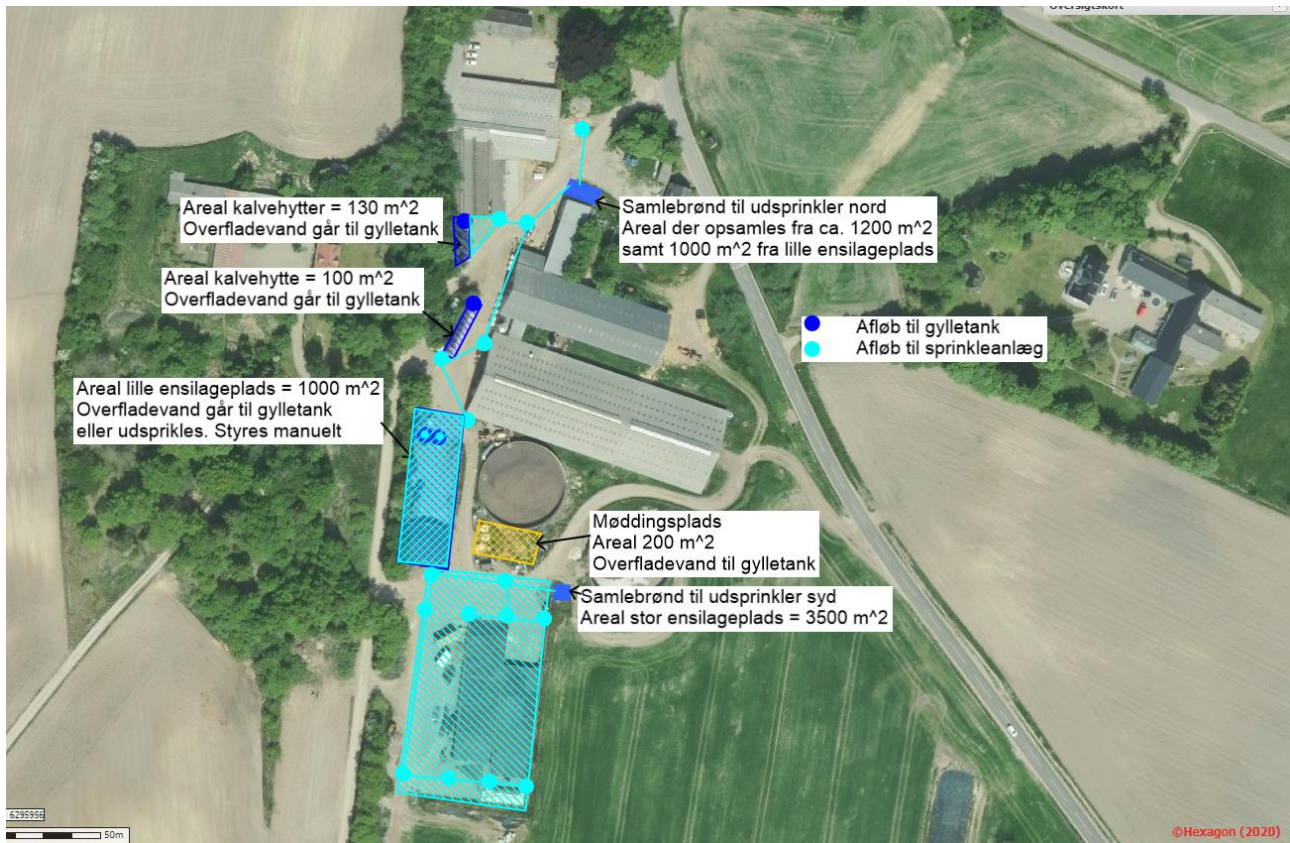 Oversigtskort
Areal kalvehytter = 130 m^2
Overfladevand går til gylletank
Samlebrønd til udsprinkler nord
Areal der opsamles fra ca. 1200 m^2
samt 1000 m^2 fra lille ensilageplads
Areal kalvehytte = 100 m^2
Overfladevand går til gylletank
Afløb til gylletank
Afløb til sprinkleanlæg
Areal lille ensilageplads = 1000 m^2
Overfladevand går til gylletank
eller udsprikles. Styres manuelt
Møddingsplads
Areal 200 m^2
Overfladevand til gylletank
Samlebrønd til udsprinkler syd
Areal stor ensilageplads = 3500 m^2
6295956
50m
©Hexagon (2020)